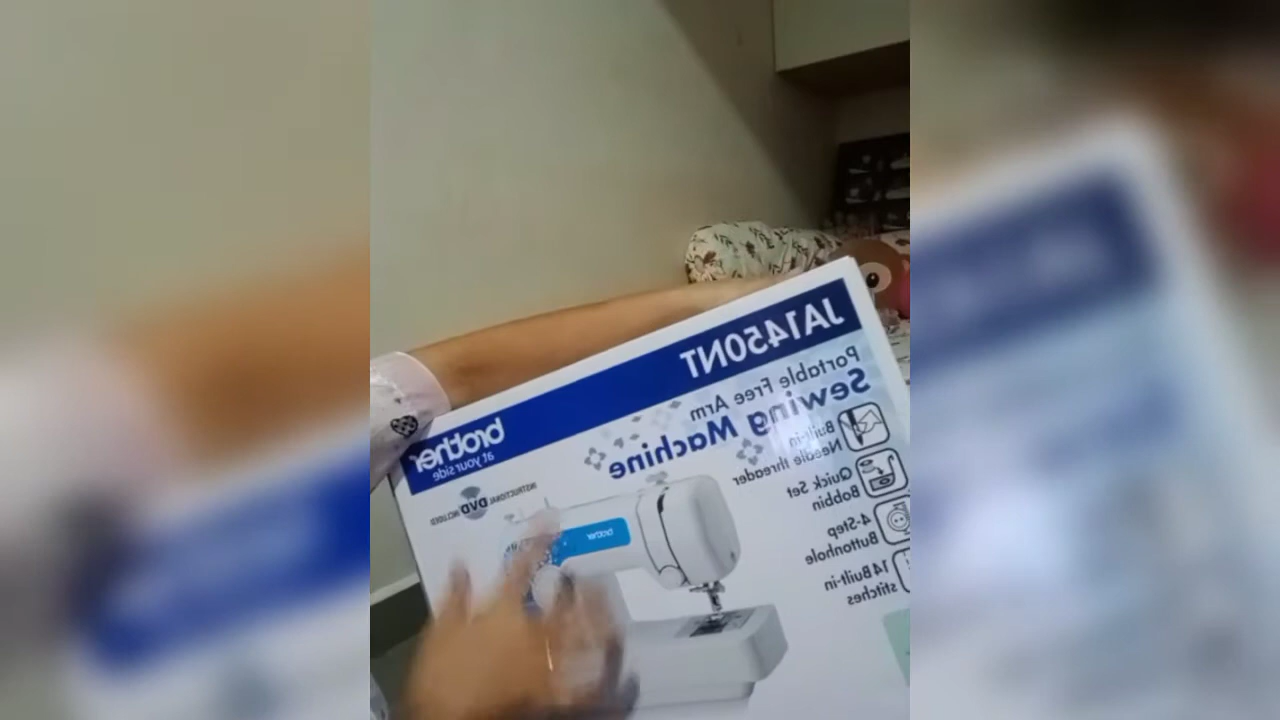 JA1450NT
Portable Free Arm
Sewing Machine
brother
at your side
INSTRUCTIONAL
DVD INCLUDED
Built-in
Needle threader
Quick Set
Bobbin
4-Step
Buttonhole
14 Built-in
stitches
brother